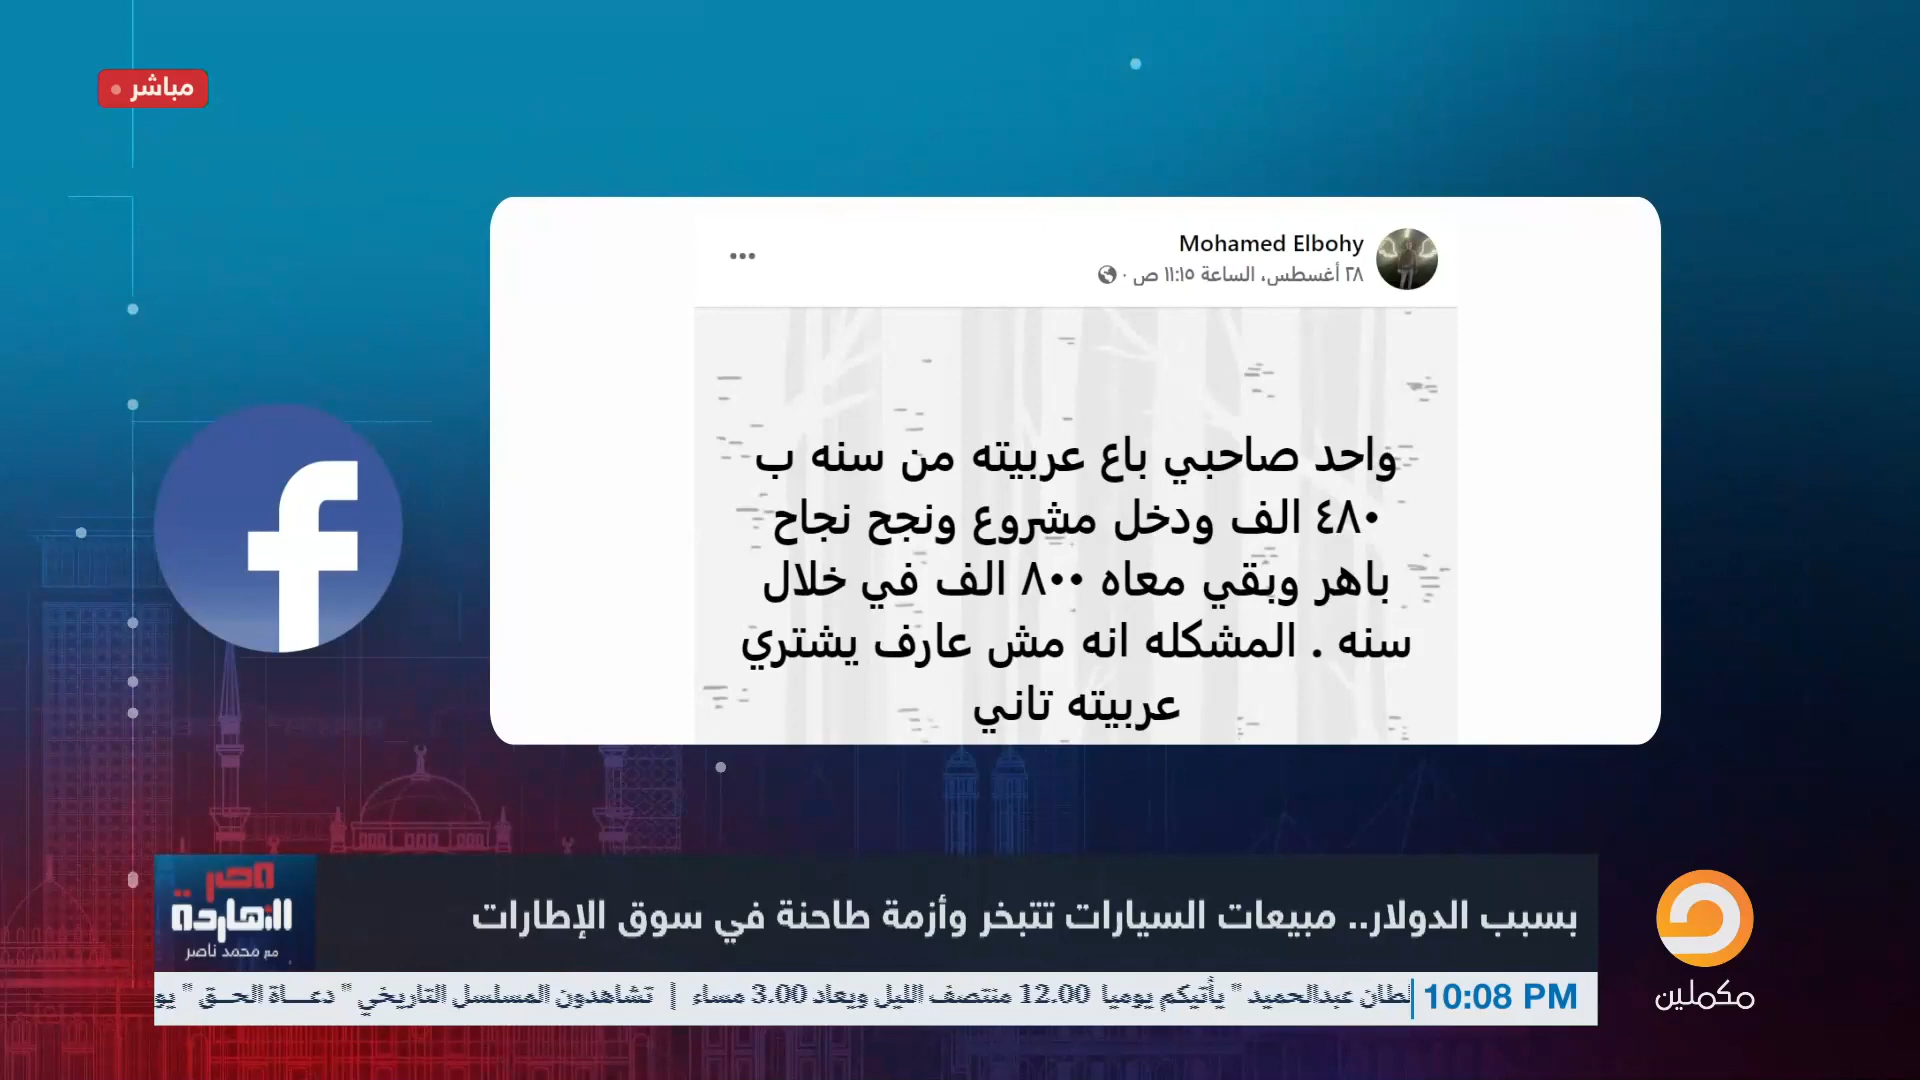 مباشر
Mohamed Elbohy
٢٨ أغسطس، الساعة ١١:١٥ ص ·
واحد صاحبي باع عربيته من سنه ب
٤٨٠ الف ودخل مشروع ونجح نجاح
باهر وبقي معاه ٨٠٠ الف في خلال
سنه . المشكله انه مش عارف يشتري
عربيته تاني
مصر
النهاردة
مع محمد ناصر
بسبب الدولار.. مبيعات السيارات تتبخر وأزمة طاحنة في سوق الإطارات
10:08 PM
لطان عبدالحميد " يأتيكم يوميا 12.00 منتصف الليل ويعاد 3.00 مساء | تشاهدون المسلسل التاريخي " دعـــاة الحــق " يو
مكملين